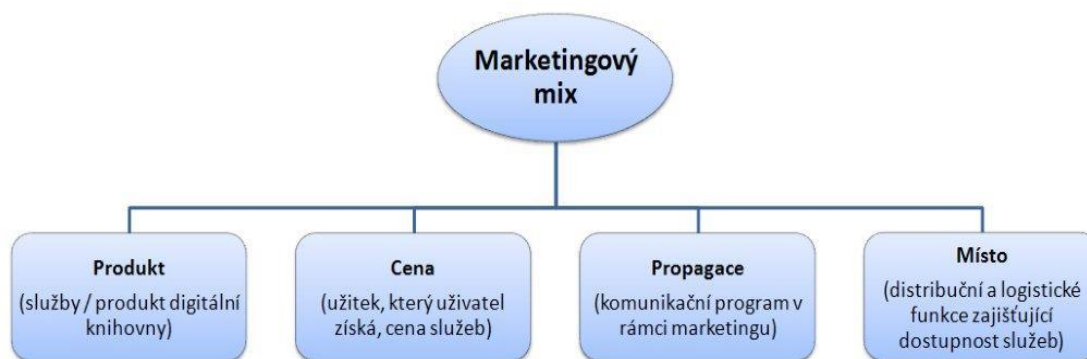 Marketingový
mix
Produkt
(služby / produkt digitální
knihovny)
Cena
(užitek, který uživatel
získá, cena služeb)
Propagace
(komunikační program v
rámci marketingu)
Místo
(distribuční a logistické
funkce zajišťující
dostupnost služeb)